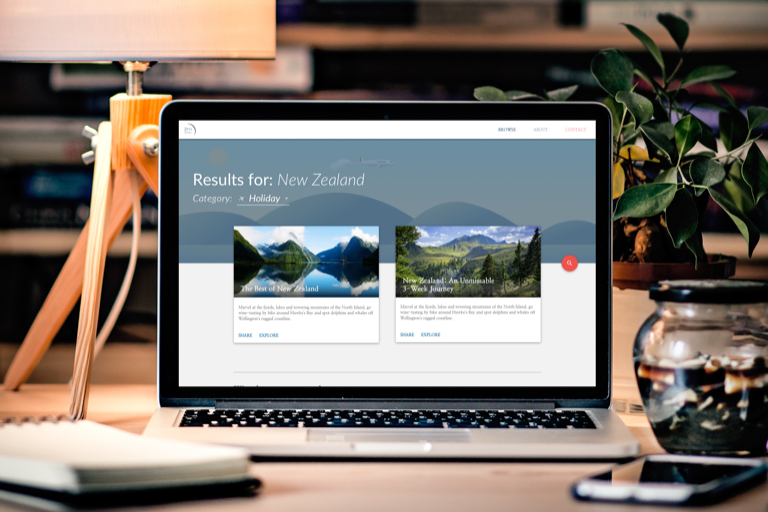 BROWSE ABOUT CONTACT
Results for: New Zealand
Category: Holiday
The Best of New Zealand
Marvel at the fjords, lakes and towering mountains of the North Island, go
wine-tasting by bike around Hawke's Bay and spot dolphins and whales off
Wellington's rugged coastline.
SHARE EXPLORE
New Zealand: An Unmissable
3-Week Journey
Marvel at the fjords, lakes and towering mountains of the North Island, go
wine-tasting by bike around Hawke's Bay and spot dolphins and whales off
Wellington's rugged coastline.
SHARE EXPLORE